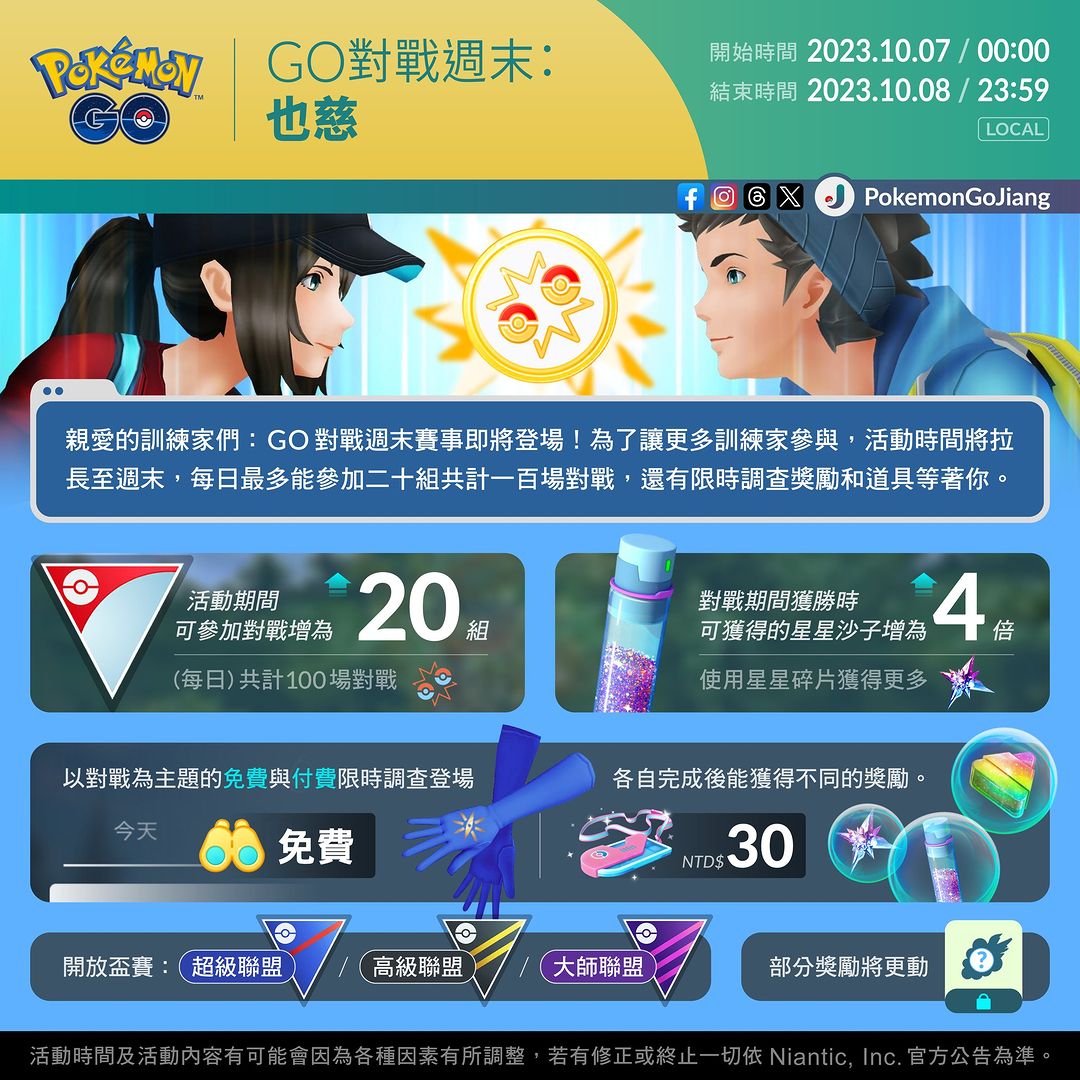 POKÉMON
GO
TM
GO對戰週末：
也慈
開始時間 2023.10.07 / 00:00
結束時間 2023.10.08 / 23:59
LOCAL
PokemonGoJiang
親愛的訓練家們：GO 對戰週末賽事即將登場！為了讓更多訓練家參與，活動時間將拉
長至週末，每日最多能參加二十組共計一百場對戰，還有限時調查獎勵和道具等著你。
活動期間
可參加對戰增為 20 組
(每日) 共計100場對戰
對戰期間獲勝時
可獲得的星星沙子增為 4 倍
使用星星碎片獲得更多
以對戰為主題的免費與付費限時調查登場
各自完成後能獲得不同的獎勵。
今天
免費
NTD$30
開放盃賽：超級聯盟 / 高級聯盟 / 大師聯盟
部分獎勵將更動
?
活動時間及活動內容有可能會因為各種因素有所調整，若有修正或終止一切依 Niantic, Inc. 官方公告為準。